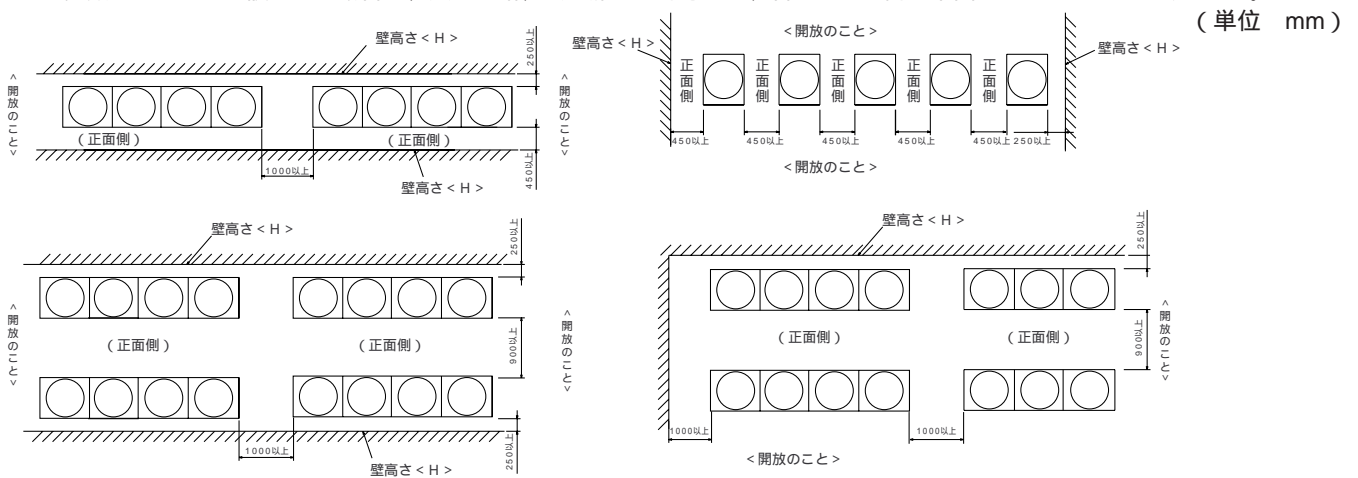 （単位　mm）
壁高さ＜H＞
250以上
＜開放のこと＞
（正面側）
（正面側）
＜開放のこと＞
1000以上
450以上
壁高さ＜H＞
＜開放のこと＞
壁高さ＜H＞
壁高さ＜H＞
正面側
正面側
正面側
正面側
正面側
450以上
450以上
450以上
450以上
450以上
250以上
＜開放のこと＞
壁高さ＜H＞
250以上
＜開放のこと＞
（正面側）
（正面側）
900以上
＜開放のこと＞
1000以上
250以上
壁高さ＜H＞
壁高さ＜H＞
250以上
（正面側）
（正面側）
900以上
＜開放のこと＞
1000以上
1000以上
＜開放のこと＞